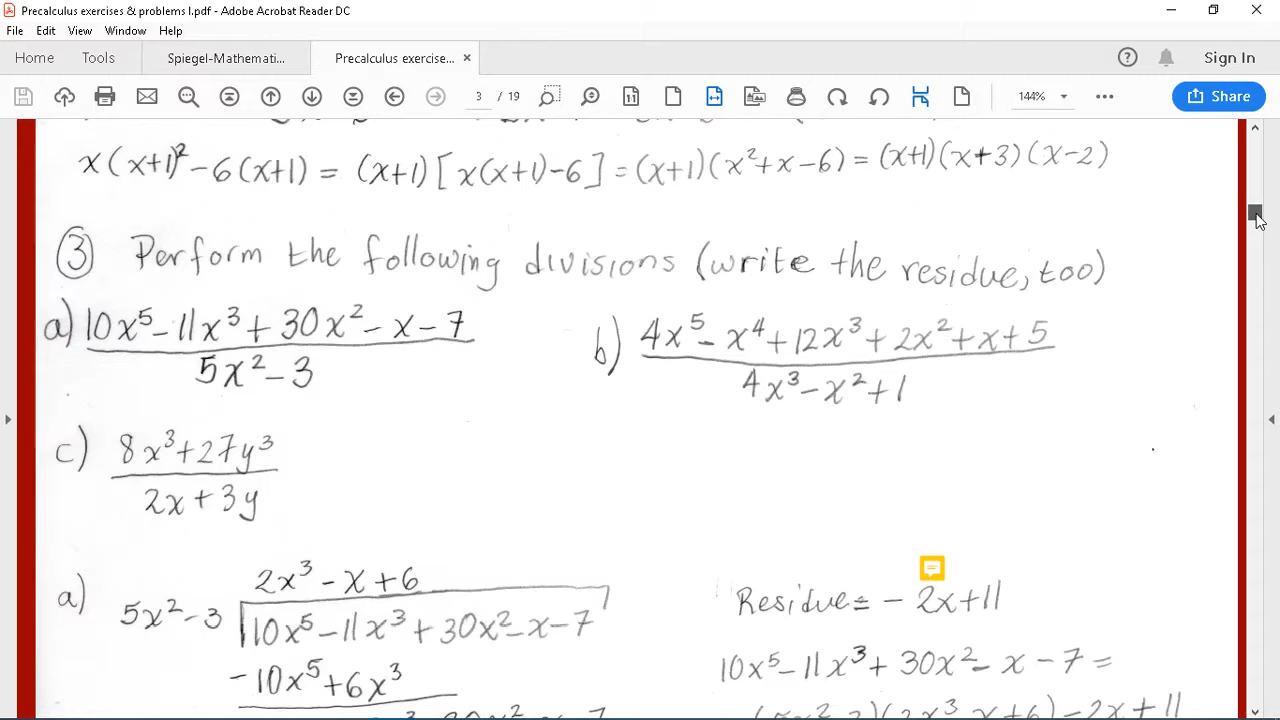 Precalculus exercises & problems I.pdf - Adobe Acrobat Reader DC
File Edit View Window Help
Home Tools Spiegel-Mathemati... Precalculus exercise... × Sign In
3 / 19 144% Share
x(x+1)² - 6(x+1) = (x+1)[x(x+1)-6] = (x+1)(x²+x-6) = (x+1)(x+3)(x-2)
③ Perform the following divisions (write the residue, too)
a) 10x⁵ - 11x³ + 30x² - x - 7
5x² - 3
b) 4x⁵ - x⁴ + 12x³ + 2x² + x + 5
4x³ - x² + 1
c) 8x³ + 27y³
2x + 3y
a) 2x³ - x + 6
5x² - 3 10x⁵ - 11x³ + 30x² - x - 7
-10x⁵ + 6x³
Residue = - 2x + 11
10x⁵ - 11x³ + 30x² - x - 7 =